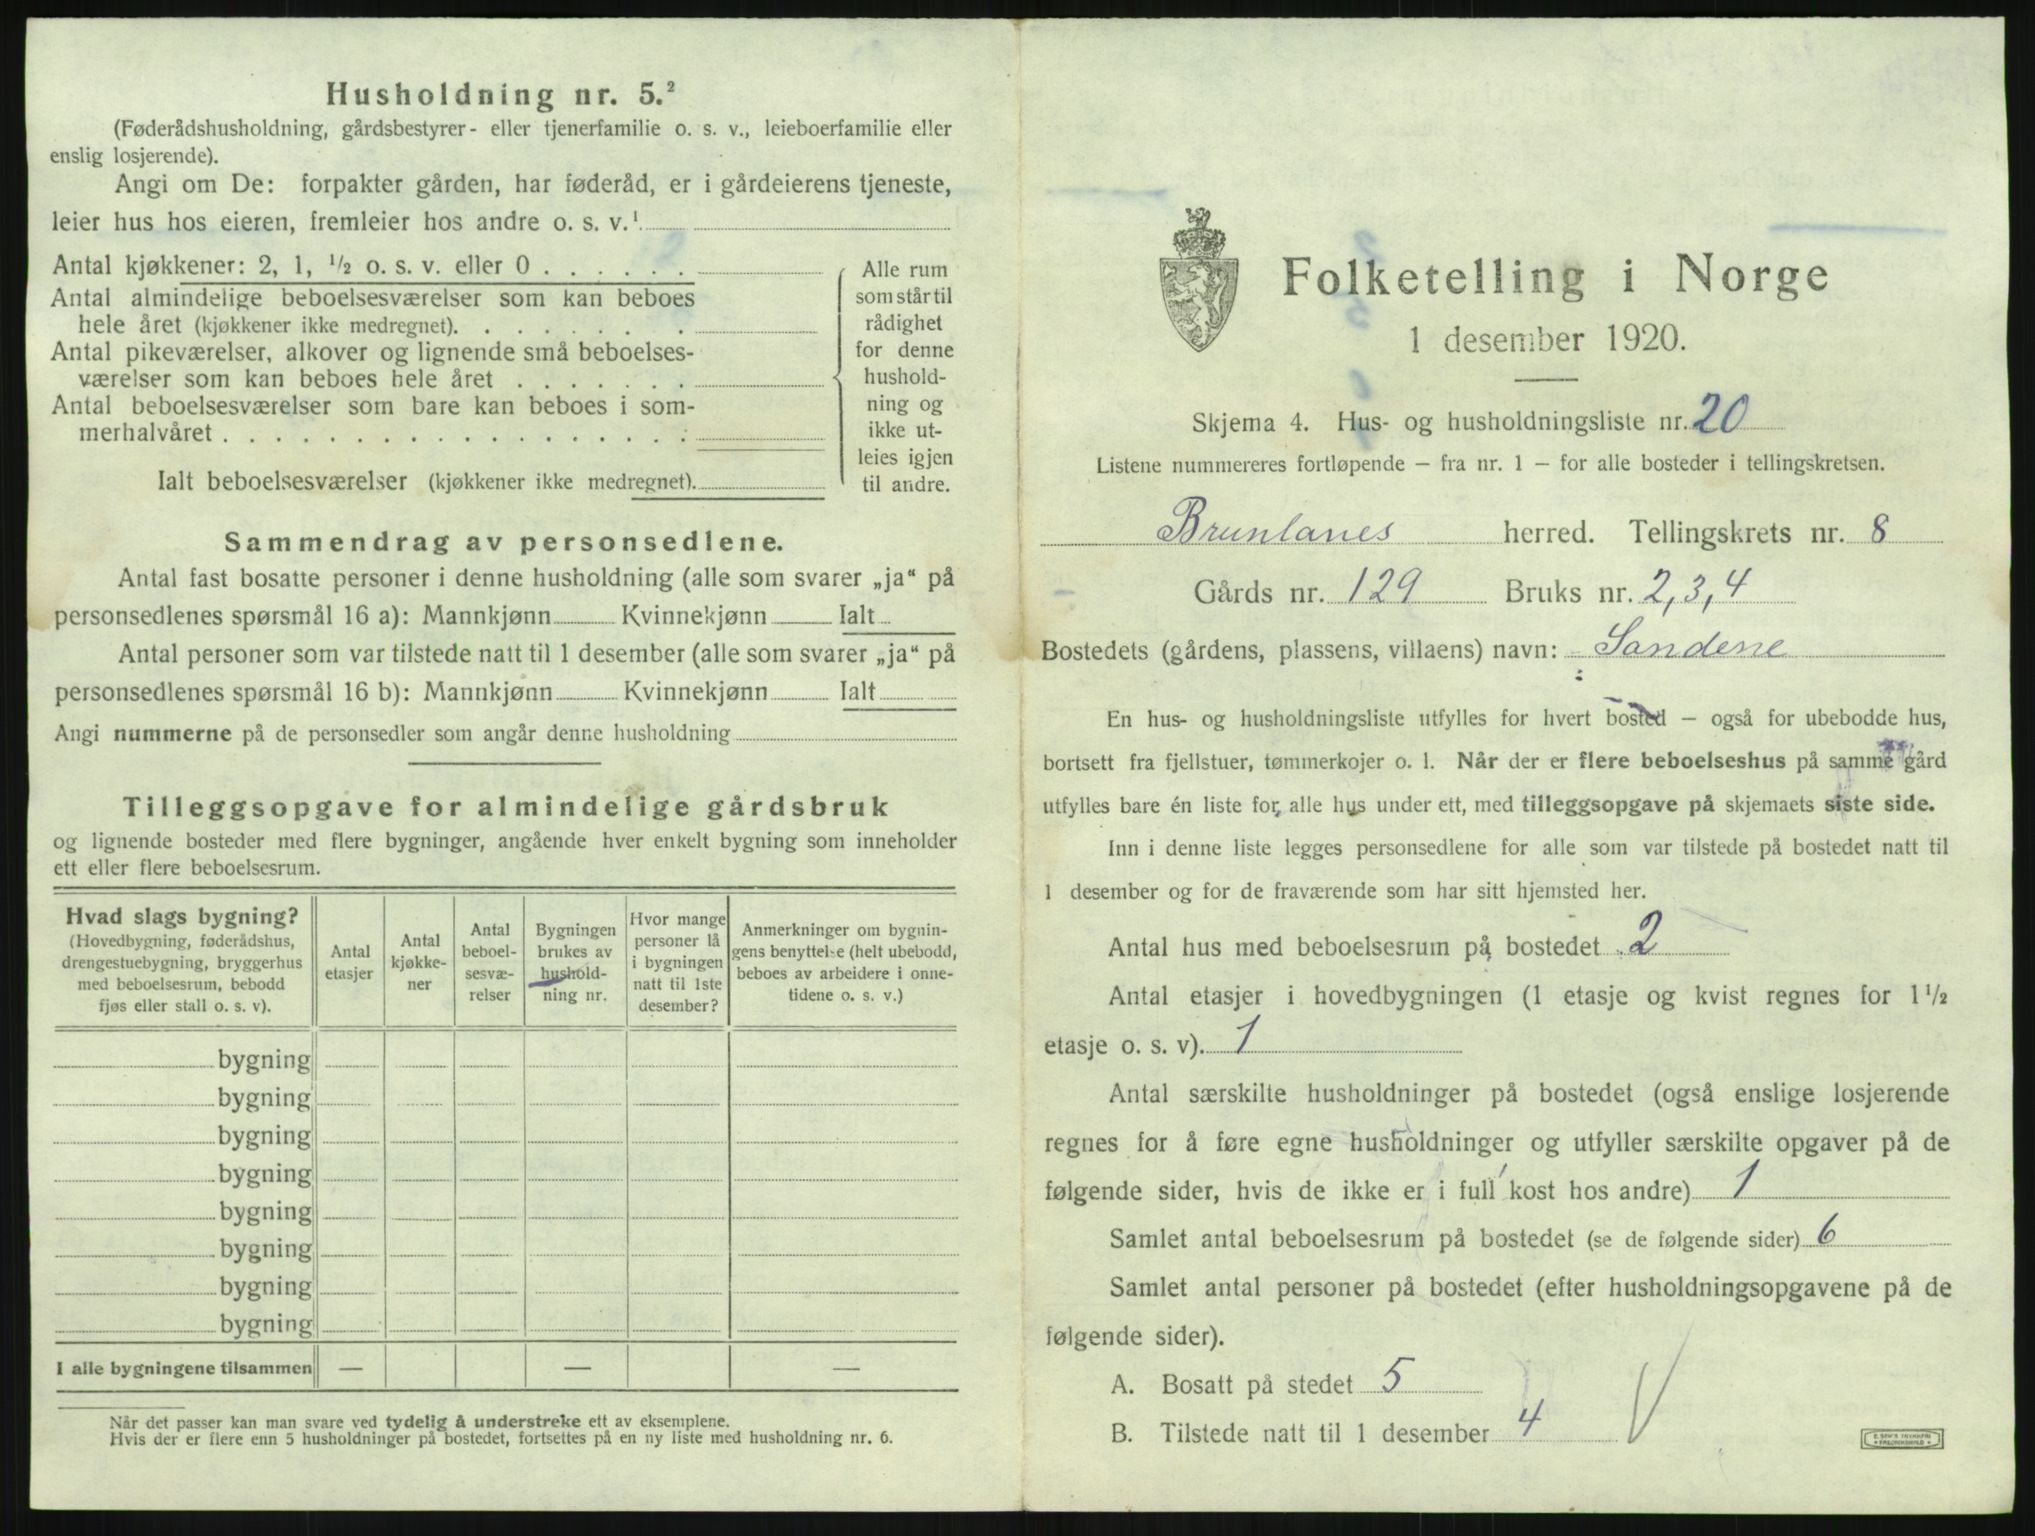 Husholdning nr. 5.²
(Føderådshusholdning, gårdsbestyrer- eller tjenerfamilie o. s. v., leieboerfamilie eller
enslig losjerende).
Angi om De: forpakter gården, har føderåd, er i gårdeierens tjeneste,
leier hus hos eieren, fremleier hos andre o. s. v.¹
Antal kjøkkener: 2, 1, ½ o. s. v. eller 0 . . . . . .
Antal almindelige beboelsesværelser som kan beboes
hele året (kjøkkener ikke medregnet). . . . . . . .
Antal pikeværelser, alkover og lignende små beboelses-
værelser som kan beboes hele året . . . . . . .
Antal beboelsesværelser som bare kan beboes i som-
merhalvåret . . . . . . . . . . . . . . . . . .
Ialt beboelsesværelser (kjøkkener ikke medregnet).
Alle rum
som står til
rådighet
for denne
hushold-
ning og
ikke ut-
leies igjen
til andre.
Sammendrag av personsedlene.
Antal fast bosatte personer i denne husholdning (alle som svarer „ja“ på
personsedlenes spørsmål 16 a): Mannkjønn Kvinnekjønn Ialt
Antal personer som var tilstede natt til 1 desember (alle som svarer „ja“ på
personsedlenes spørsmål 16 b): Mannkjønn Kvinnekjønn Ialt
Angi nummerne på de personsedler som angår denne husholdning
Tilleggsopgave for almindelige gårdsbruk
og lignende bosteder med flere bygninger, angående hver enkelt bygning som inneholder
ett eller flere beboelsesrum.
Hvad slags bygning?
(Hovedbygning, føderådshus,
drengestuebygning, bryggerhus
med beboelsesrum, bebodd
fjøs eller stall o. s. v).
Antal
etasjer
Antal
kjøkke-
ner
Antal
beboel-
sesvæ-
relser
Bygningen
brukes av
hushold-
ning nr.
Hvor mange
personer lå
i bygningen
natt til 1ste
desember?
Anmerkninger om bygnin-
gens benyttelse (helt ubebodd,
beboes av arbeidere i onne-
tidene o. s. v.)
bygning
bygning
bygning
bygning
bygning
bygning
bygning
bygning
I alle bygningene tilsammen — — —
Når det passer kan man svare ved tydelig å understreke ett av eksemplene.
Hvis der er flere enn 5 husholdninger på bostedet, fortsettes på en ny liste med husholdning nr. 6.
Folketelling i Norge
1 desember 1920.
Skjema 4. Hus- og husholdningsliste nr. 20
Listene nummereres fortløpende — fra nr. 1 — for alle bosteder i tellingskretsen.
Brunlanes herred. Tellingskrets nr. 8
Gårds nr. 129 Bruks nr. 2, 3, 4
Bostedets (gårdens, plassens, villaens) navn: Sandene
En hus- og husholdningsliste utfylles for hvert bosted — også for ubebodde hus,
bortsett fra fjellstuer, tømmerkojer o. l. Når der er flere beboelseshus på samme gård
utfylles bare én liste for alle hus under ett, med tilleggsopgave på skjemaets siste side.
Inn i denne liste legges personsedlene for alle som var tilstede på bostedet natt til
1 desember og for de fraværende som har sitt hjemsted her.
Antal hus med beboelsesrum på bostedet 2
Antal etasjer i hovedbygningen (1 etasje og kvist regnes for 1½
etasje o. s. v). 1
Antal særskilte husholdninger på bostedet (også enslige losjerende
regnes for å føre egne husholdninger og utfyller særskilte opgaver på de
følgende sider, hvis de ikke er i full kost hos andre) 1
Samlet antal beboelsesrum på bostedet (se de følgende sider) 6
Samlet antal personer på bostedet (efter husholdningsopgavene på de
følgende sider).
A. Bosatt på stedet 5
B. Tilstede natt til 1 desember 4